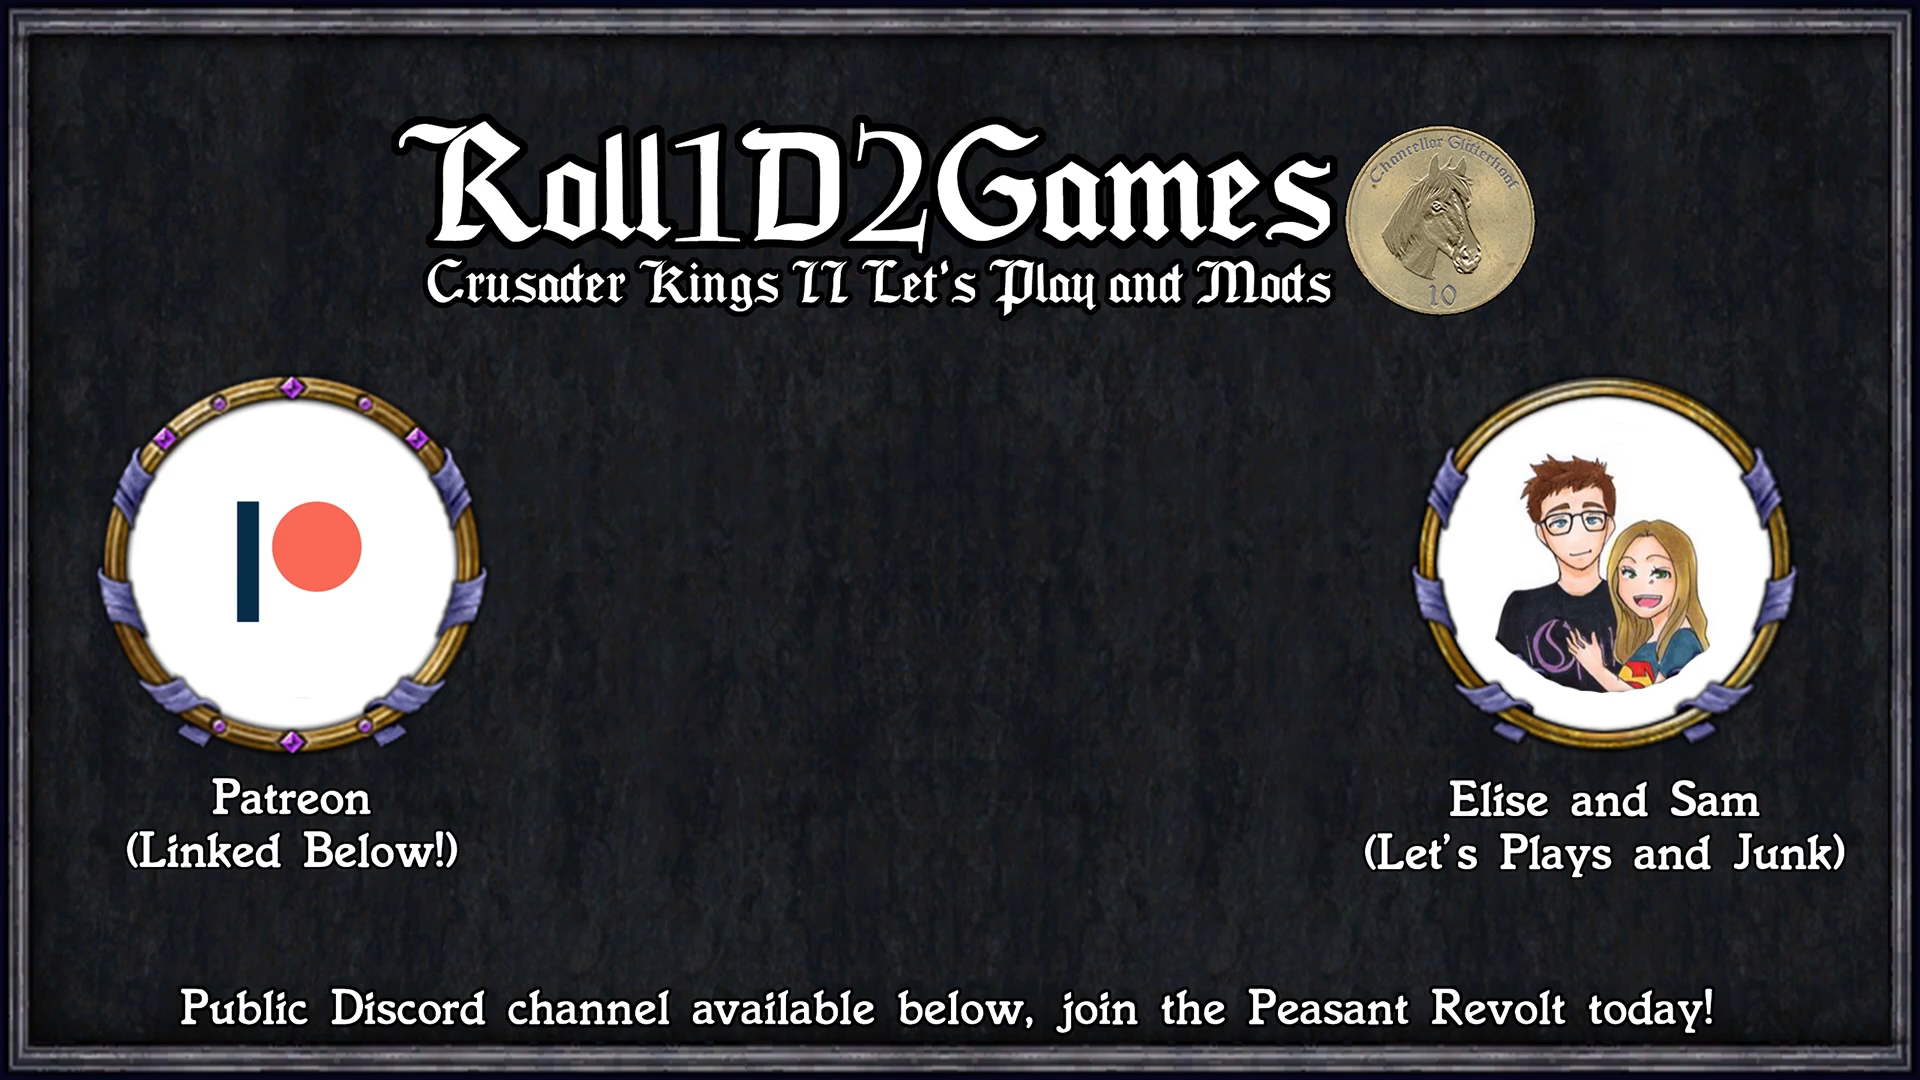 Roll1D2Games
Crusader Kings II Let's Play and Mods
Chancellor Glitterhoof
10
Patreon
(Linked Below!)
Elise and Sam
(Let's Plays and Junk)
Public Discord channel available below, join the Peasant Revolt today!